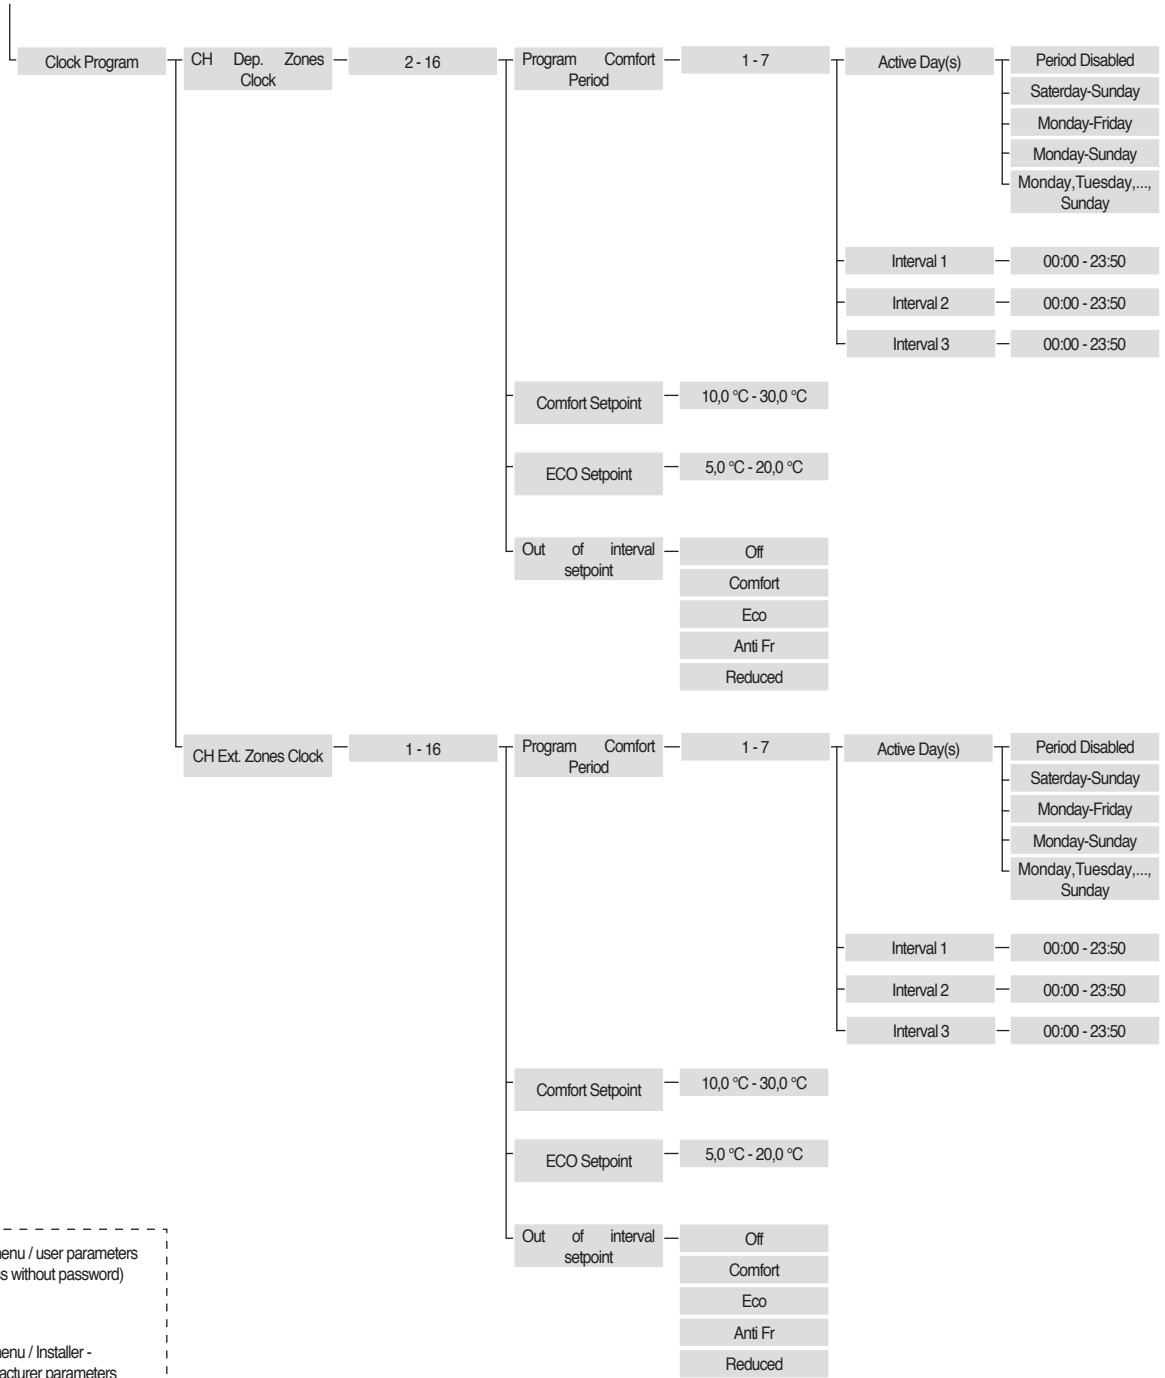 Clock Program
CH Dep. Zones
Clock
2 - 16
Program Comfort
Period
1 - 7
Active Day(s)
Period Disabled
Saterday-Sunday
Monday-Friday
Monday-Sunday
Monday,Tuesday,...,
Sunday
Interval 1
00:00 - 23:50
Interval 2
00:00 - 23:50
Interval 3
00:00 - 23:50
Comfort Setpoint
10,0 °C - 30,0 °C
ECO Setpoint
5,0 °C - 20,0 °C
Out of interval
setpoint
Off
Comfort
Eco
Anti Fr
Reduced
CH Ext. Zones Clock
1 - 16
Program Comfort
Period
1 - 7
Active Day(s)
Period Disabled
Saterday-Sunday
Monday-Friday
Monday-Sunday
Monday,Tuesday,...,
Sunday
Interval 1
00:00 - 23:50
Interval 2
00:00 - 23:50
Interval 3
00:00 - 23:50
Comfort Setpoint
10,0 °C - 30,0 °C
ECO Setpoint
5,0 °C - 20,0 °C
Out of interval
setpoint
Off
Comfort
Eco
Anti Fr
Reduced
/ user parameters
without password)
/ Installer -
parameters